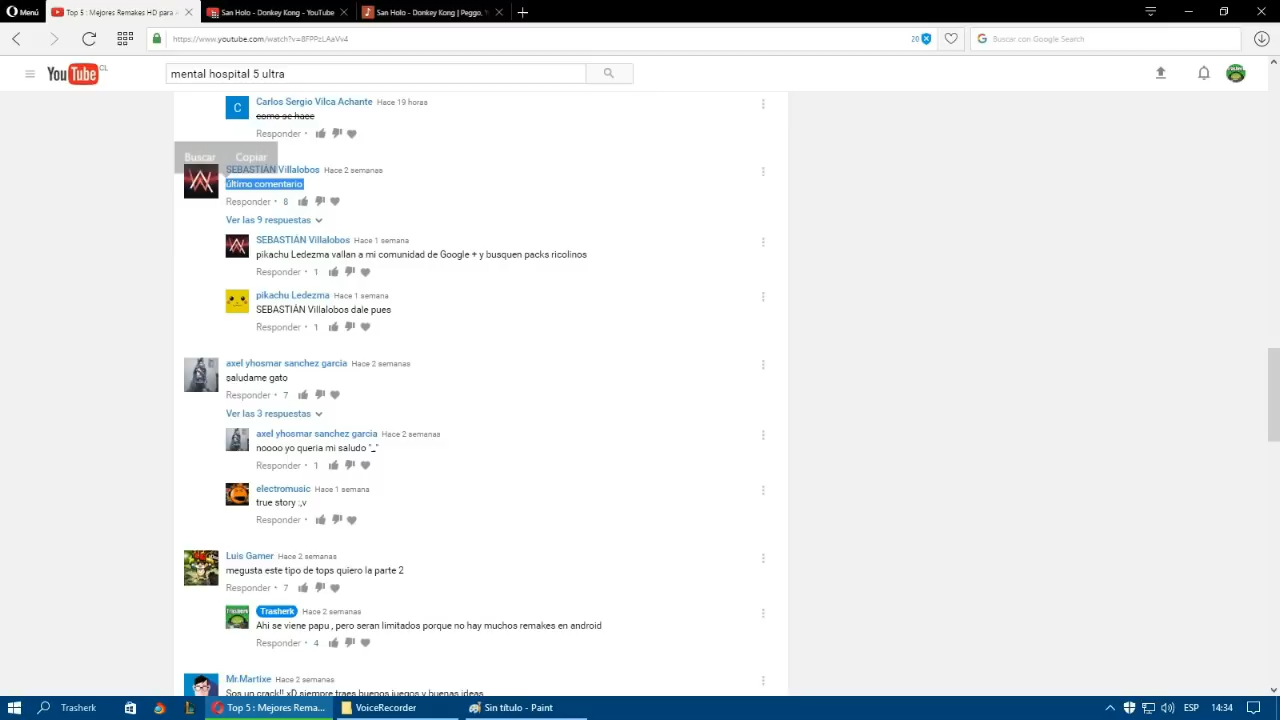 Menú
Top 5 : Mejores Remakes HD para
San Holo - Donkey Kong - YouTube
San Holo - Donkey Kong | Peggo, Y
https://www.youtube.com/watch?v=8FPPzLAaVv4
20
Buscar con Google Search
YouTube CL
mental hospital 5 ultra
C
Carlos Sergio Vilca Achante Hace 19 horas
como se hace
Responder •
Buscar Copiar
SEBASTIÁN Villalobos Hace 2 semanas
último comentario
Responder • 8
Ver las 9 respuestas
SEBASTIÁN Villalobos Hace 1 semana
pikachu Ledezma vallan a mi comunidad de Google + y busquen packs ricolinos
Responder • 1
pikachu Ledezma Hace 1 semana
SEBASTIÁN Villalobos dale pues
Responder • 1
axel yhosmar sanchez garcia Hace 2 semanas
saludame gato
Responder • 7
Ver las 3 respuestas
axel yhosmar sanchez garcia Hace 2 semanas
noooo yo queria mi saludo "_"
Responder • 1
electromusic Hace 1 semana
true story :,v
Responder •
Luis Gamer Hace 2 semanas
megusta este tipo de tops quiero la parte 2
Responder • 7
Trasherk Hace 2 semanas
Ahi se viene papu , pero seran limitados porque no hay muchos remakes en android
Responder • 4
Mr.Martixe Hace 2 semanas
Sos un crack!! xD siempre traes buenos juegos y buenas ideas
Trasherk
Top 5 : Mejores Rema...
VoiceRecorder
Sin título - Paint
ESP
14:34